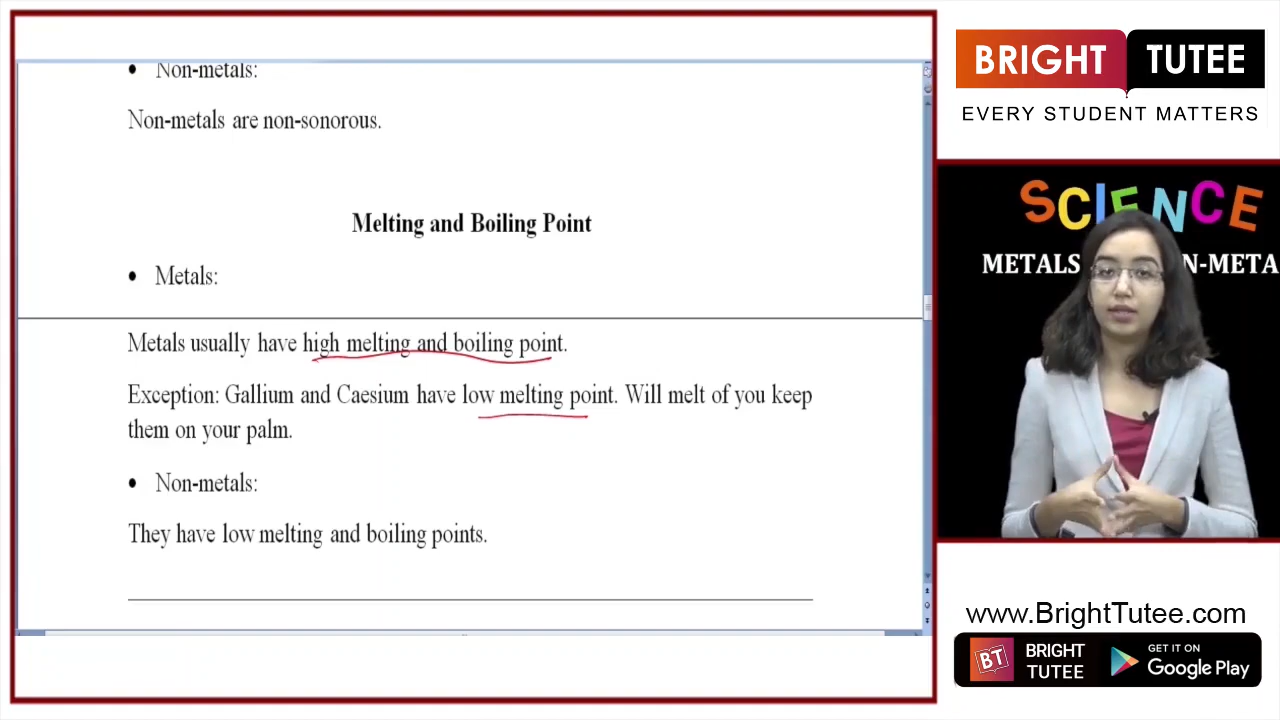 Non-metals:
Non-metals are non-sonorous.
Melting and Boiling Point
Metals:
Metals usually have high melting and boiling point.
Exception: Gallium and Caesium have low melting point. Will melt of you keep
them on your palm.
Non-metals:
They have low melting and boiling points.
BRIGHT TUTEE
EVERY STUDENT MATTERS
SCIENCE
METALS N-META
www.BrightTutee.com
BT
BRIGHT
TUTEE
GET IT ON
Google Play